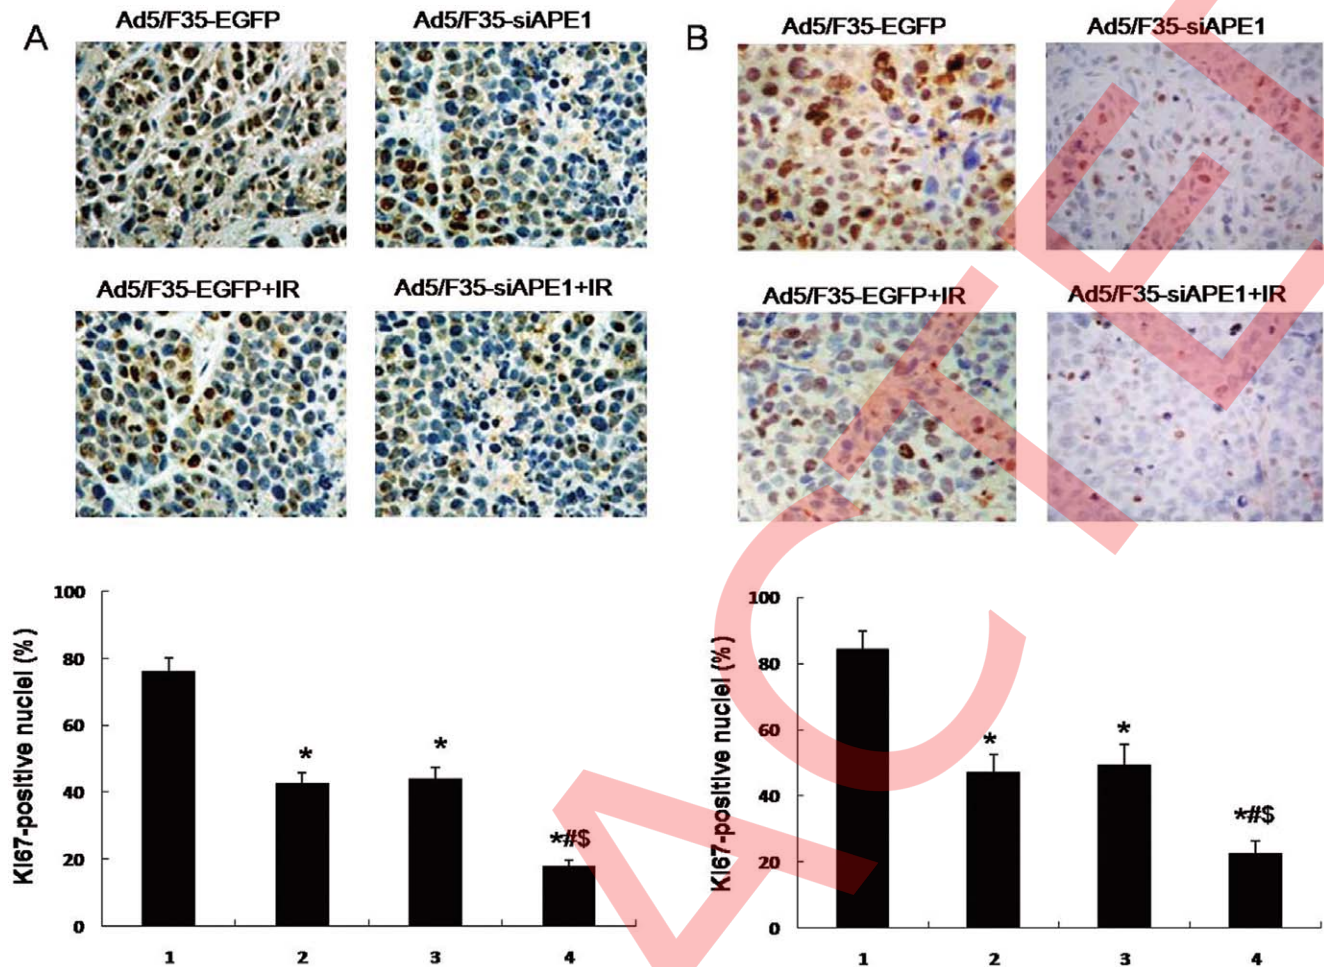 A
Ad5/F35-EGFP
Ad5/F35-siAPE1
Ad5/F35-EGFP+IR
Ad5/F35-siAPE1+IR
KI67-positive nuclei (%)
100
80
60
40
20
0
*
*
*#$
1 2 3 4
B
Ad5/F35-EGFP
Ad5/F35-siAPE1
Ad5/F35-EGFP+IR
Ad5/F35-siAPE1+IR
KI67-positive nuclei (%)
100
80
60
40
20
0
*
*
*#$
1 2 3 4
ACTE